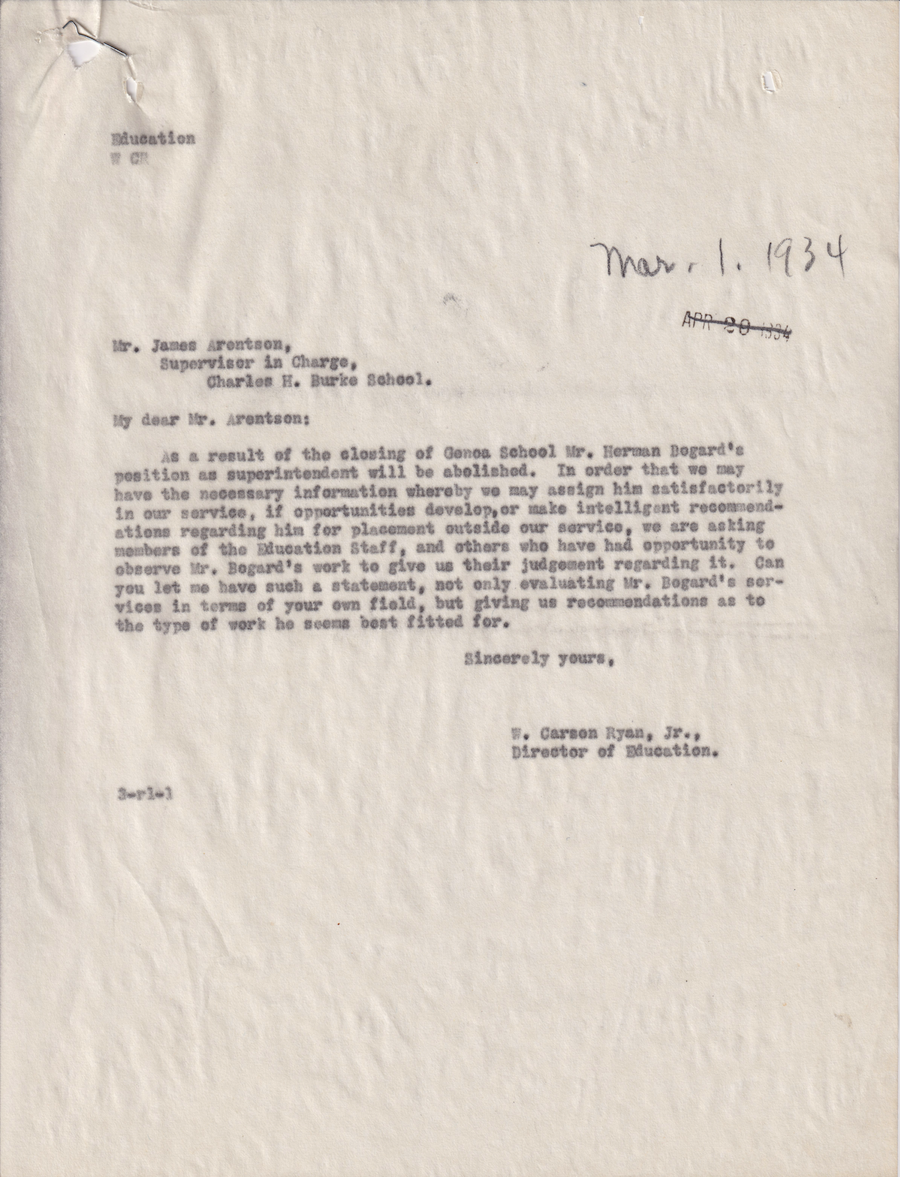 Education
W CR
Mar. 1. 1934
APR 20 1934
Mr. James Arentson,
Supervisor in Charge,
Charles H. Burke School.
My dear Mr. Arentson:
As a result of the closing of Genoa School Mr. Herman Bogard's
position as superintendent will be abolished. In order that we may
have the necessary information whereby we may assign him satisfactorily
in our service, if opportunities develop,or make intelligent recommend-
ations regarding him for placement outside our service, we are asking
members of the Education Staff, and others who have had opportunity to
observe Mr. Bogard's work to give us their judgement regarding it. Can
you let me have such a statement, not only evaluating Mr. Bogard's ser-
vices in terms of your own field, but giving us recommendations as to
the type of work he seems best fitted for.
Sincerely yours,
W. Carson Ryan, Jr.,
Director of Education.
3-rl-1